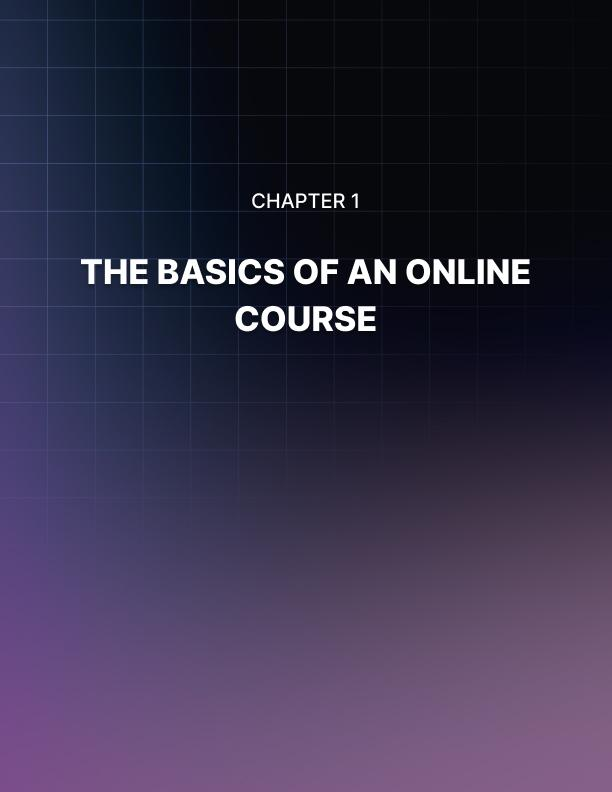 CHAPTER 1
THE BASICS OF AN ONLINE
COURSE